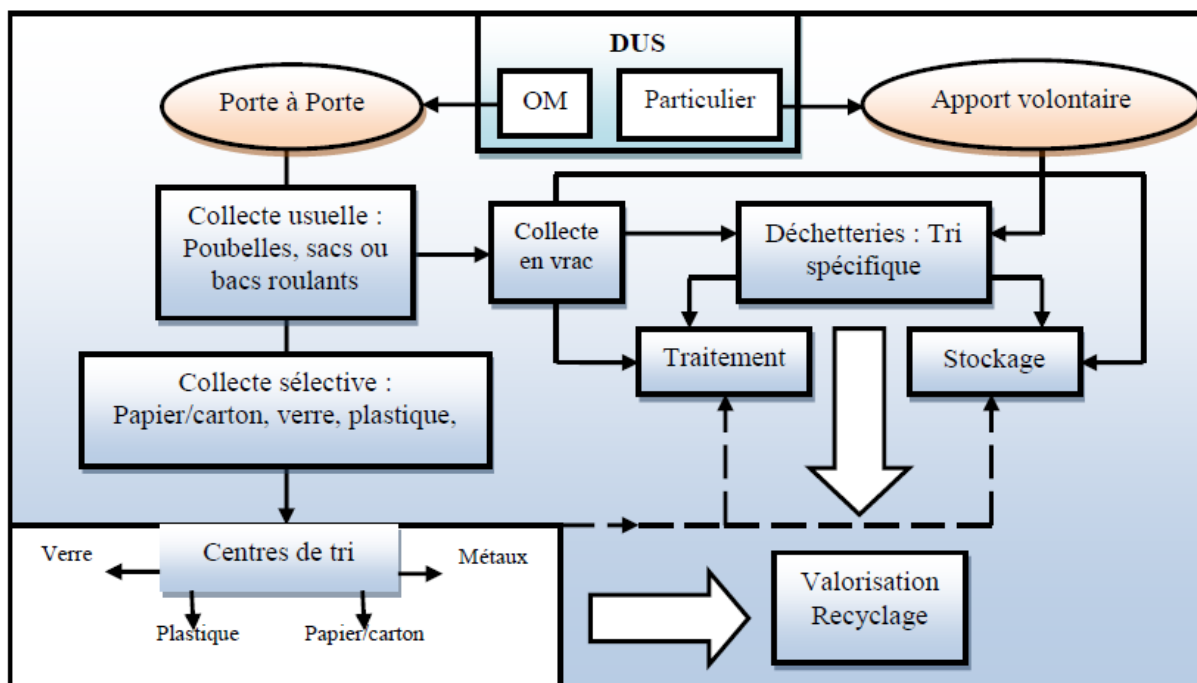 DUS
Porte à Porte
OM
Particulier
Apport volontaire
Collecte usuelle :
Poubelles, sacs ou
bacs roulants
Collecte
en vrac
Déchetteries : Tri
spécifique
Traitement
Stockage
Collecte sélective :
Papier/carton, verre, plastique,
Centres de tri
Verre
Métaux
Plastique
Papier/carton
Valorisation
Recyclage